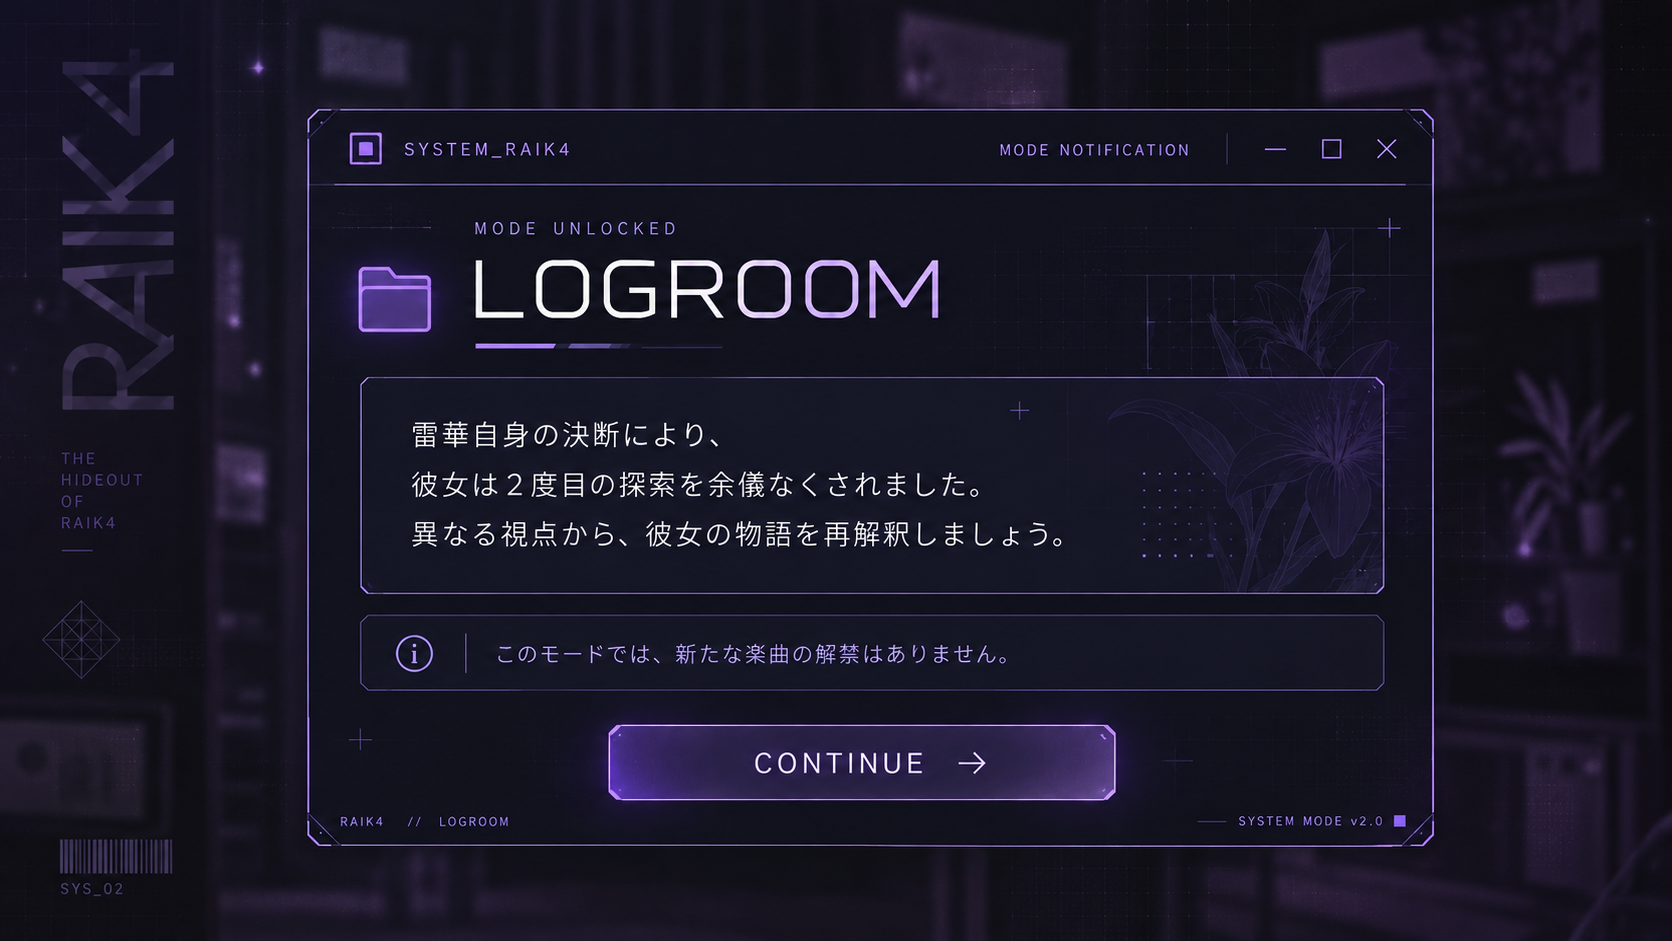 RAIK4
THE
HIDEOUT
OF
RAIK4
SYS_02
SYSTEM_RAIK4
MODE NOTIFICATION
MODE UNLOCKED
LOGROOM
雷華自身の決断により、
彼女は２度目の探索を余儀なくされました。
異なる視点から、彼女の物語を再解釈しましょう。
このモードでは、新たな楽曲の解禁はありません。
CONTINUE →
RAIK4 // LOGROOM
SYSTEM MODE v2.0